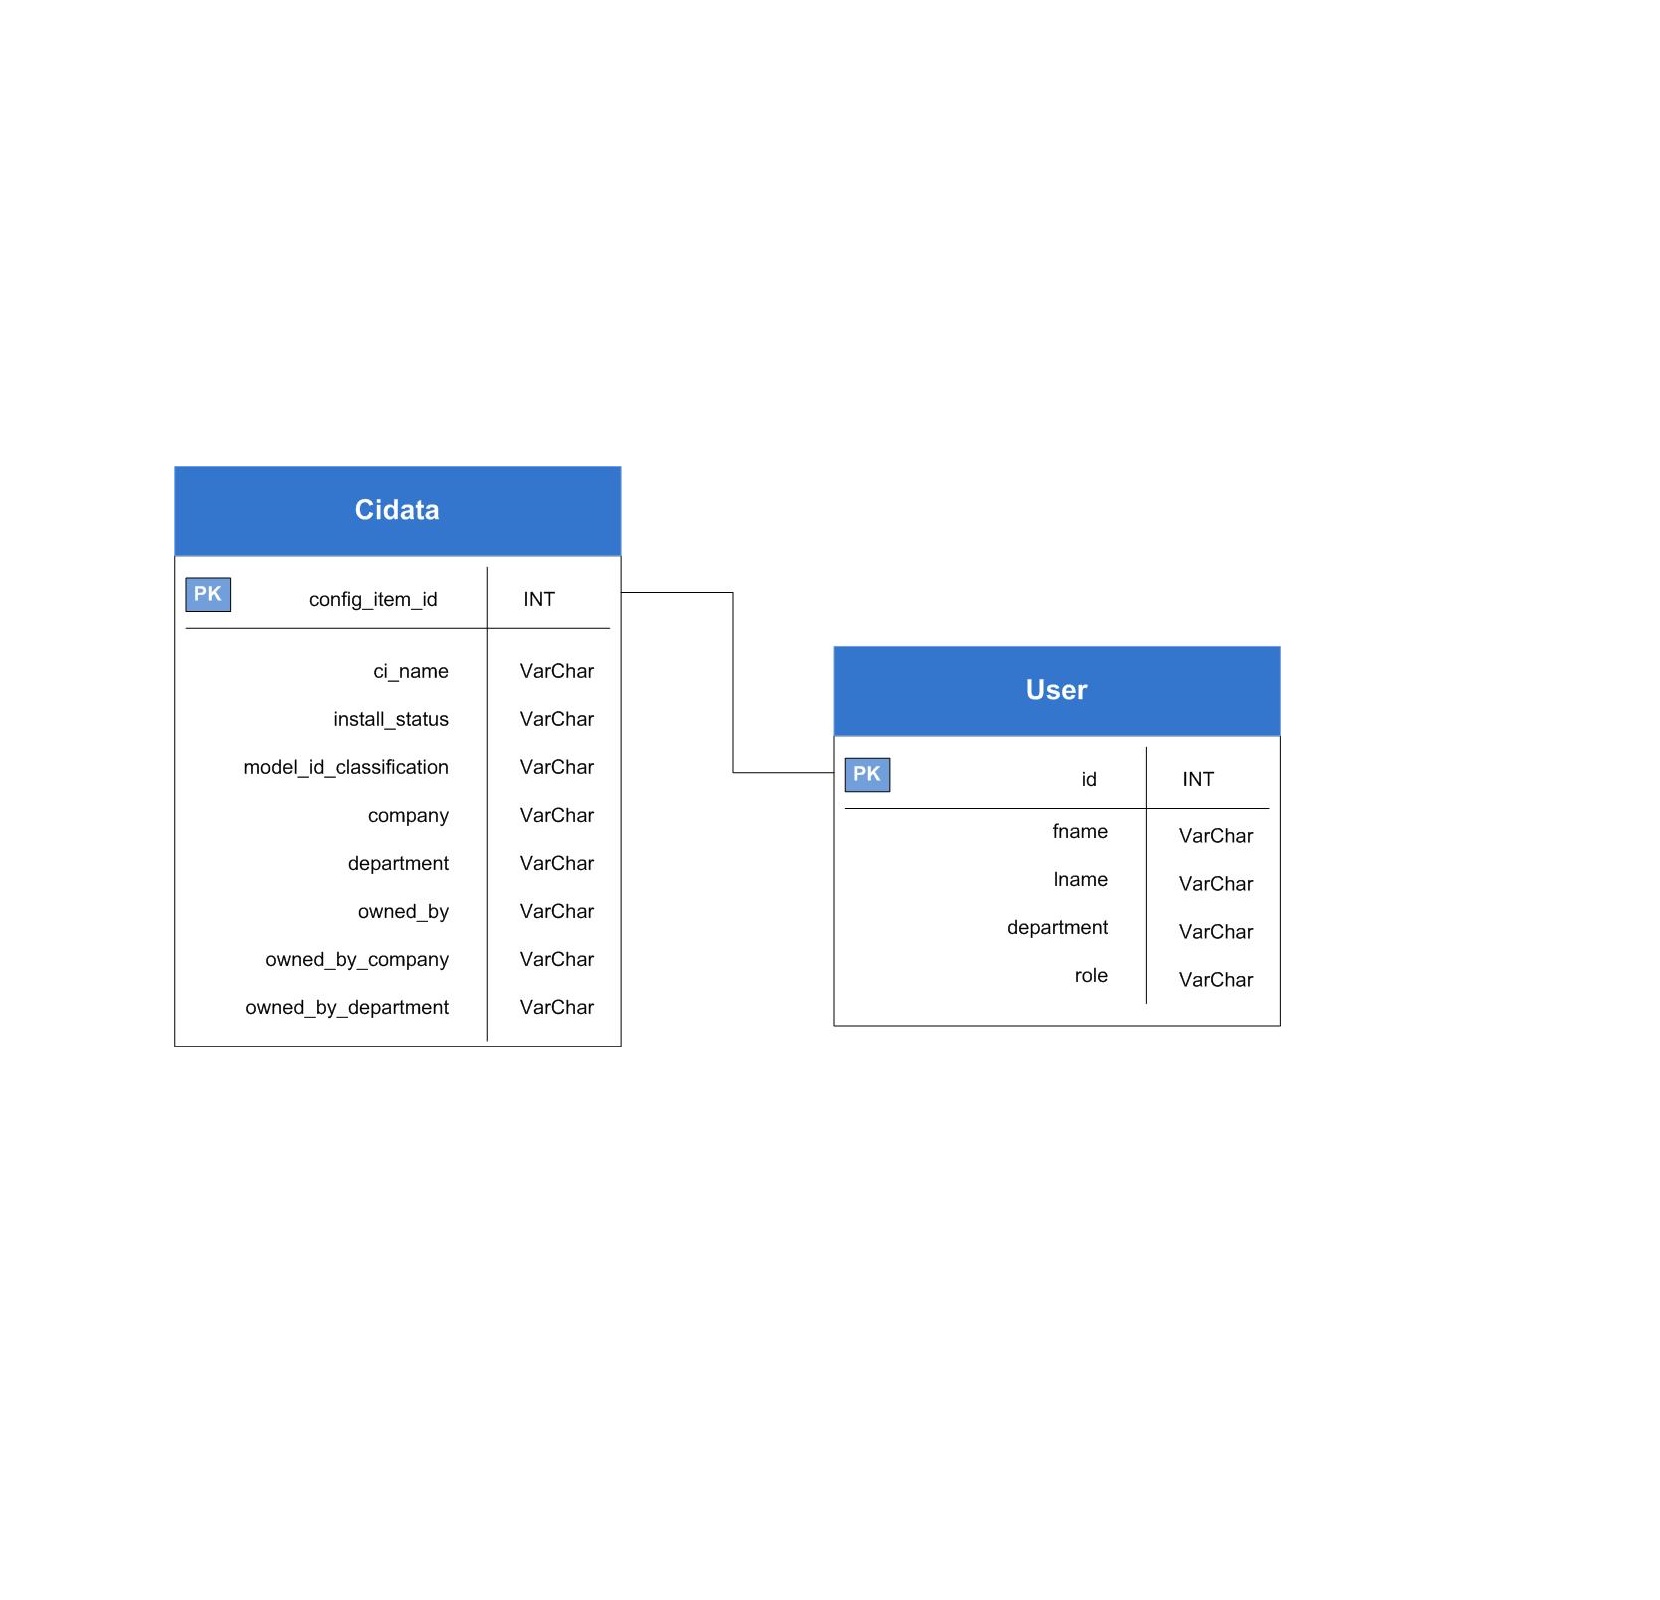 Cidata
PK config_item_id INT
ci_name VarChar
install_status VarChar
model_id_classification VarChar
company VarChar
department VarChar
owned_by VarChar
owned_by_company VarChar
owned_by_department VarChar
User
PK id INT
fname VarChar
lname VarChar
department VarChar
role VarChar